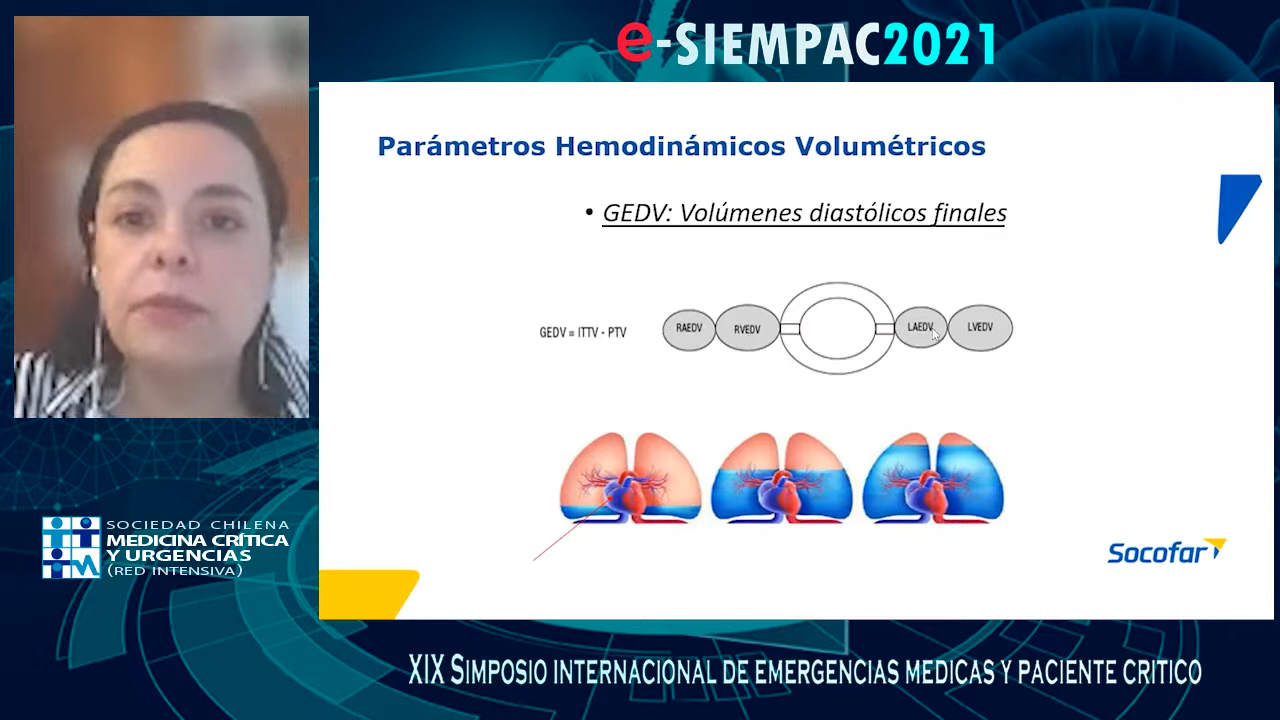 e-SIEMPAC2021
Parámetros Hemodinámicos Volumétricos
• GEDV: Volúmenes diastólicos finales
GEDV = ITTV - PTV
RAEDV
RVEDV
LAEDV
LVEDV
Socofar
SOCIEDAD CHILENA
MEDICINA CRÍTICA
Y URGENCIAS
(RED INTENSIVA)
XIX SIMPOSIO INTERNACIONAL DE EMERGENCIAS MEDICAS Y PACIENTE CRITICO